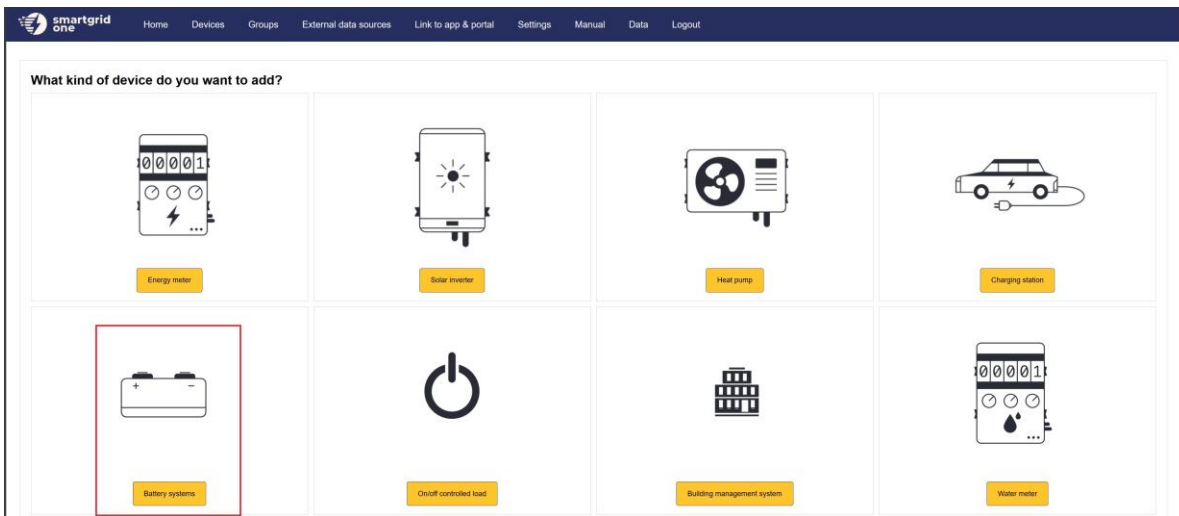 smartgrid
one
Home Devices Groups External data sources Link to app & portal Settings Manual Data Logout
What kind of device do you want to add?
00001
Energy meter
Solar inverter
Heat pump
Charging station
+ −
Battery systems
On/off controlled load
Building management system
00001
Water meter